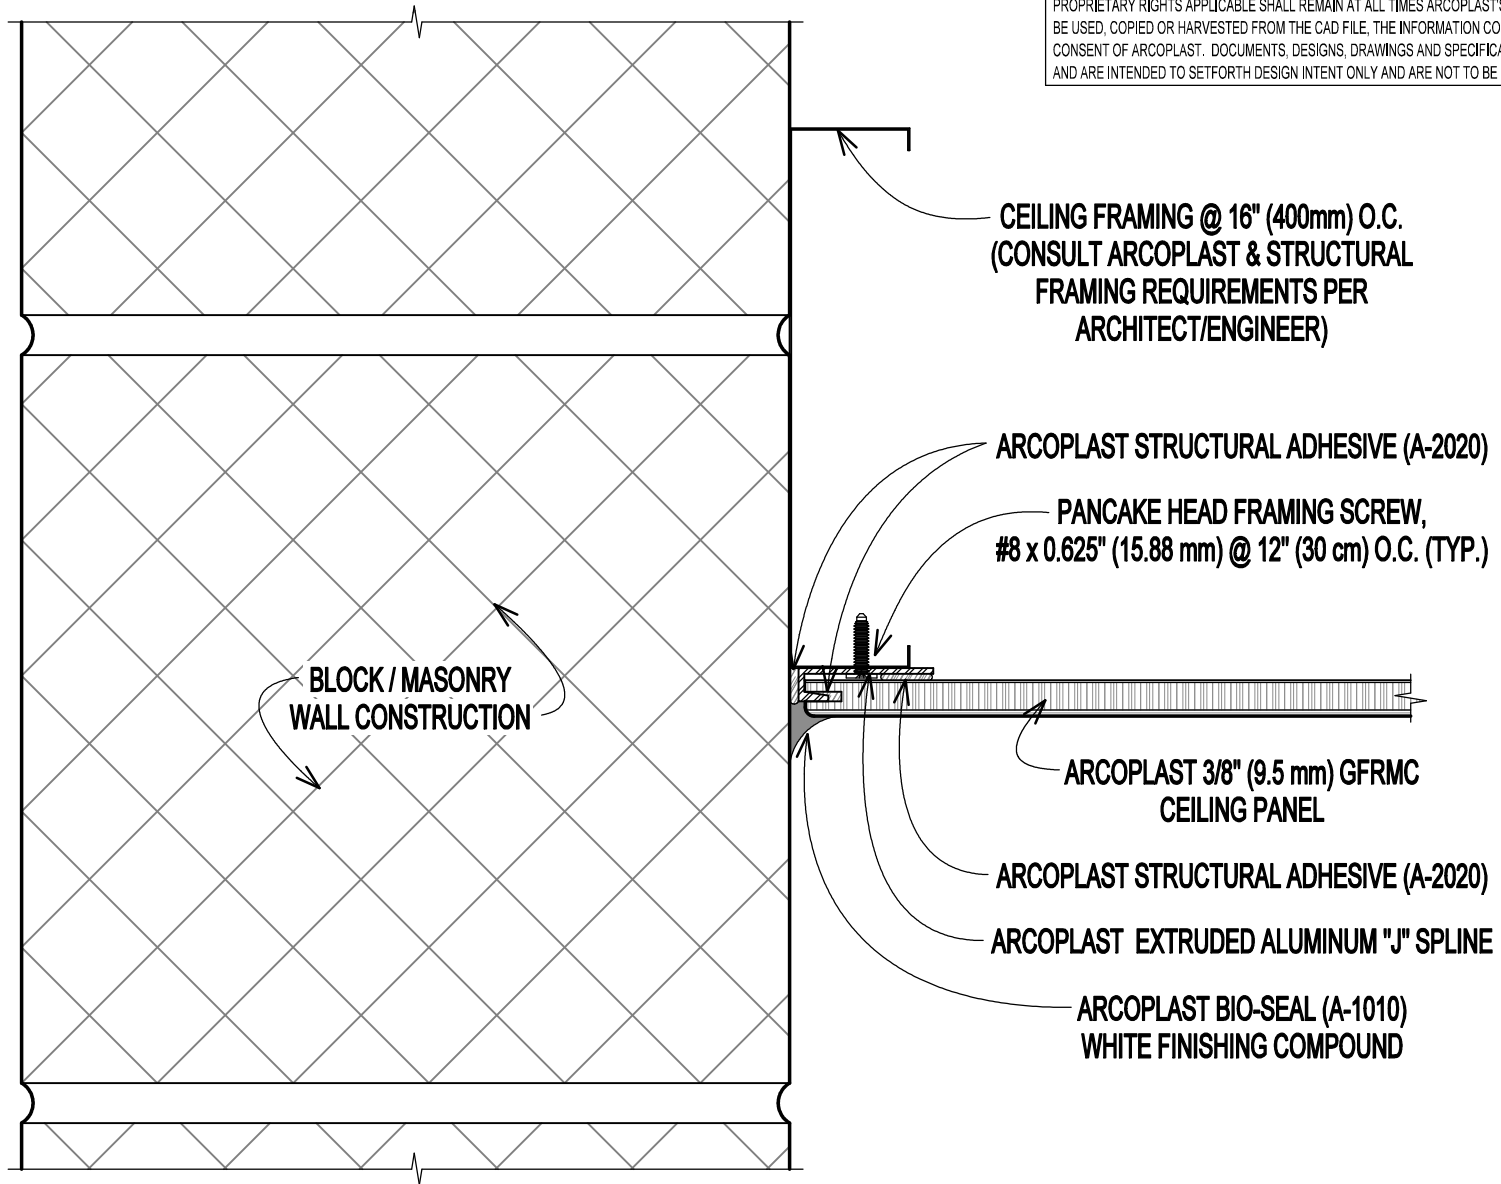 PROPRIETARY RIGHTS APPLICABLE SHALL REMAIN AT ALL TIMES ARCOPLAST'S
BE USED, COPIED OR HARVESTED FROM THE CAD FILE, THE INFORMATION CO
CONSENT OF ARCOPLAST. DOCUMENTS, DESIGNS, DRAWINGS AND SPECIFICA
AND ARE INTENDED TO SETFORTH DESIGN INTENT ONLY AND ARE NOT TO BE
CEILING FRAMING @ 16" (400mm) O.C.
(CONSULT ARCOPLAST & STRUCTURAL
FRAMING REQUIREMENTS PER
ARCHITECT/ENGINEER)
ARCOPLAST STRUCTURAL ADHESIVE (A-2020)
PANCAKE HEAD FRAMING SCREW,
#8 x 0.625" (15.88 mm) @ 12" (30 cm) O.C. (TYP.)
BLOCK / MASONRY
WALL CONSTRUCTION
ARCOPLAST 3/8" (9.5 mm) GFRMC
CEILING PANEL
ARCOPLAST STRUCTURAL ADHESIVE (A-2020)
ARCOPLAST EXTRUDED ALUMINUM "J" SPLINE
ARCOPLAST BIO-SEAL (A-1010)
WHITE FINISHING COMPOUND